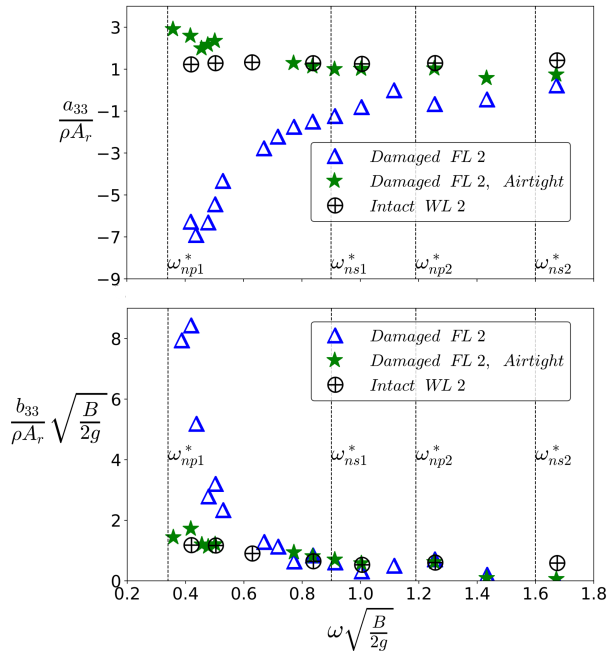 3
1
−1
−3
−5
−7
−9
a₃₃/ρAᵣ
Damaged FL 2
Damaged FL 2, Airtight
Intact WL 2
ω*ₙₚ₁ ω*ₙₛ₁ ω*ₙₚ₂ ω*ₙₛ₂
8
6
4
2
0
b₃₃/ρAᵣ √(B/2g)
Damaged FL 2
Damaged FL 2, Airtight
Intact WL 2
ω*ₙₚ₁ ω*ₙₛ₁ ω*ₙₚ₂ ω*ₙₛ₂
0.2 0.4 0.6 0.8 1.0 1.2 1.4 1.6 1.8
ω√(B/2g)